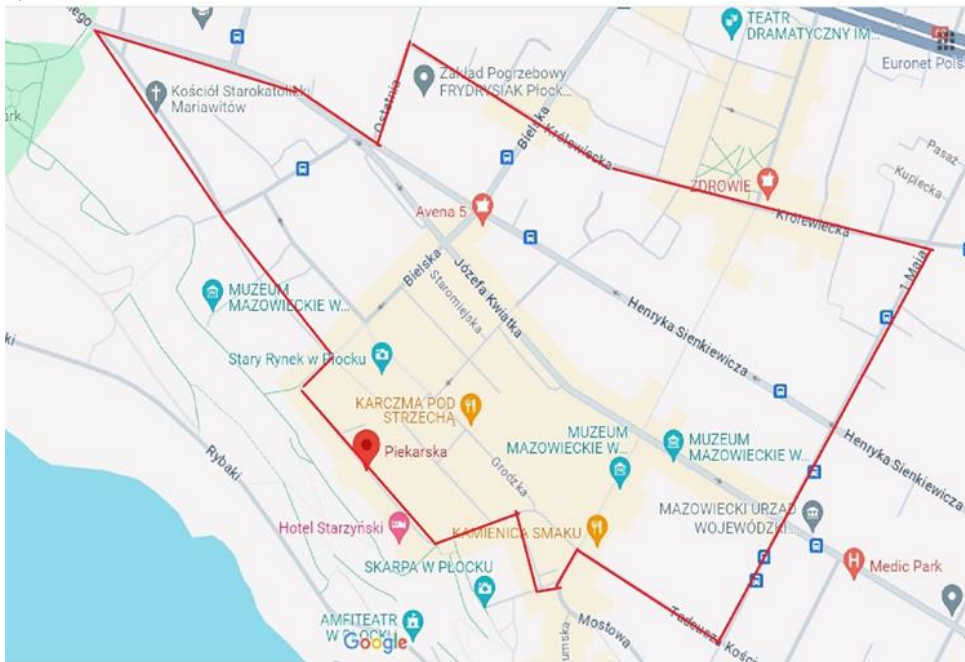 TEATR
DRAMATYCZNY IM...
Euronet Pols
Zakład Pogrzebowy
FRYDRYSIAK Płock...
Kościół Starokatolicki
Mariawitów
Ostatnia
Bielska
Królewiecka
Pasaż
Kupiecka
ZDROWIE
Królewiecka
Avena 5
1 Maja
Bielska
Józefa Kwiatka
Staromiejska
MUZEUM
MAZOWIECKIE W...
Henryka Sienkiewicza
Stary Rynek w Płocku
KARCZMA POD
STRZECHĄ
MUZEUM
MAZOWIECKIE W...
MUZEUM
MAZOWIECKIE W...
Rybaki
Piekarska
Grodzka
Henryka Sienkiewicza
MAZOWIECKI URZĄD
WOJEWÓDZKI...
Hotel Starzyński
KAMIENICA SMAKU
Medic Park
SKARPA W PŁOCKU
AMFITEATR
W PŁOCKU
Google
Mostowa
Tadeusza Kości